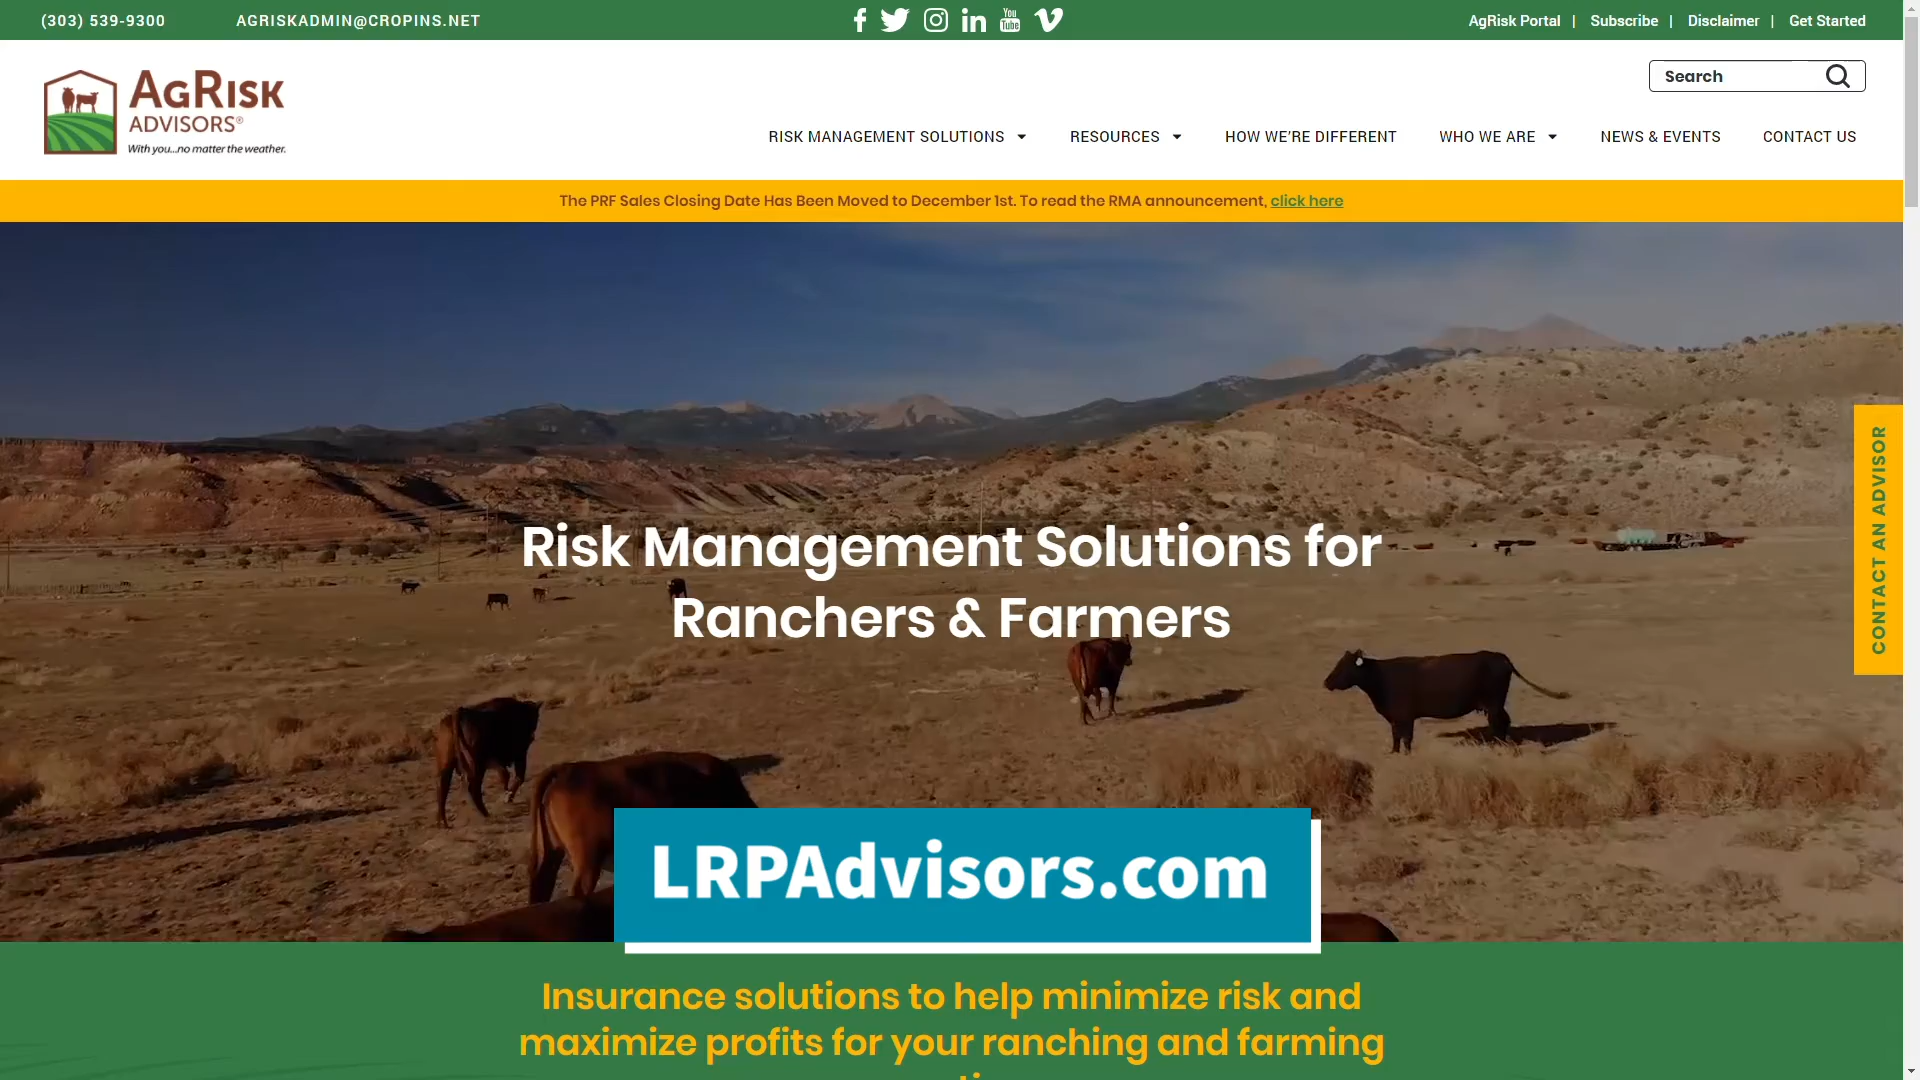 (303) 539-9300 AGRISKADMIN@CROPINS.NET You Tube AgRisk Portal | Subscribe | Disclaimer | Get Started
AGRISK
ADVISORS®
With you...no matter the weather.
Search
RISK MANAGEMENT SOLUTIONS RESOURCES HOW WE'RE DIFFERENT WHO WE ARE NEWS & EVENTS CONTACT US
The PRF Sales Closing Date Has Been Moved to December 1st. To read the RMA announcement, click here
CONTACT AN ADVISOR
Risk Management Solutions for
Ranchers & Farmers
LRPAdvisors.com
Insurance solutions to help minimize risk and
maximize profits for your ranching and farming